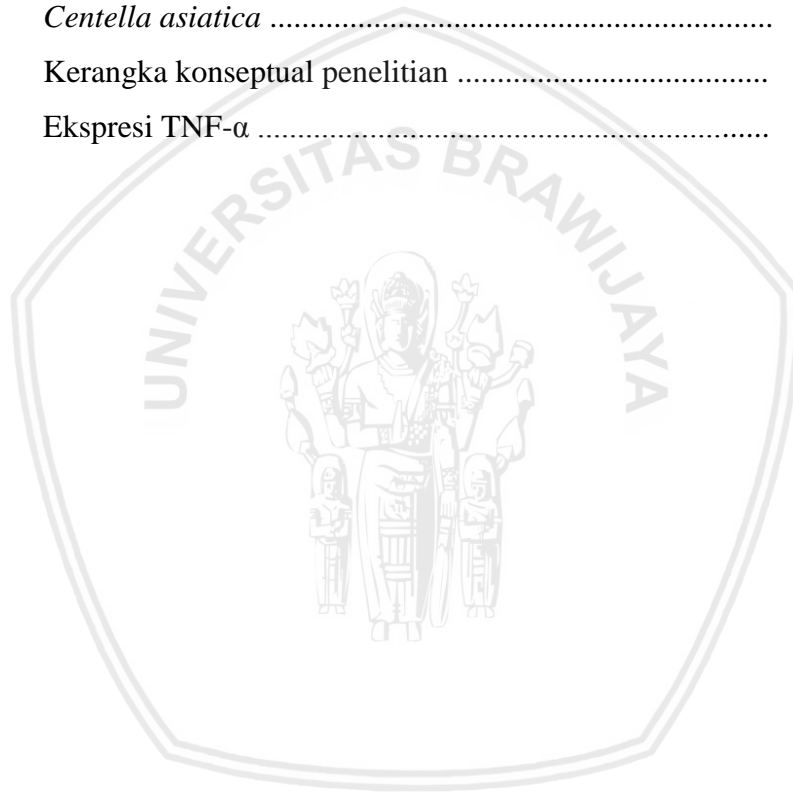 Centella asiatica ..............................................................
Kerangka konseptual penelitian .......................................
Ekspresi TNF-α ................................................................
UNIVERSITAS BRAWIJAYA